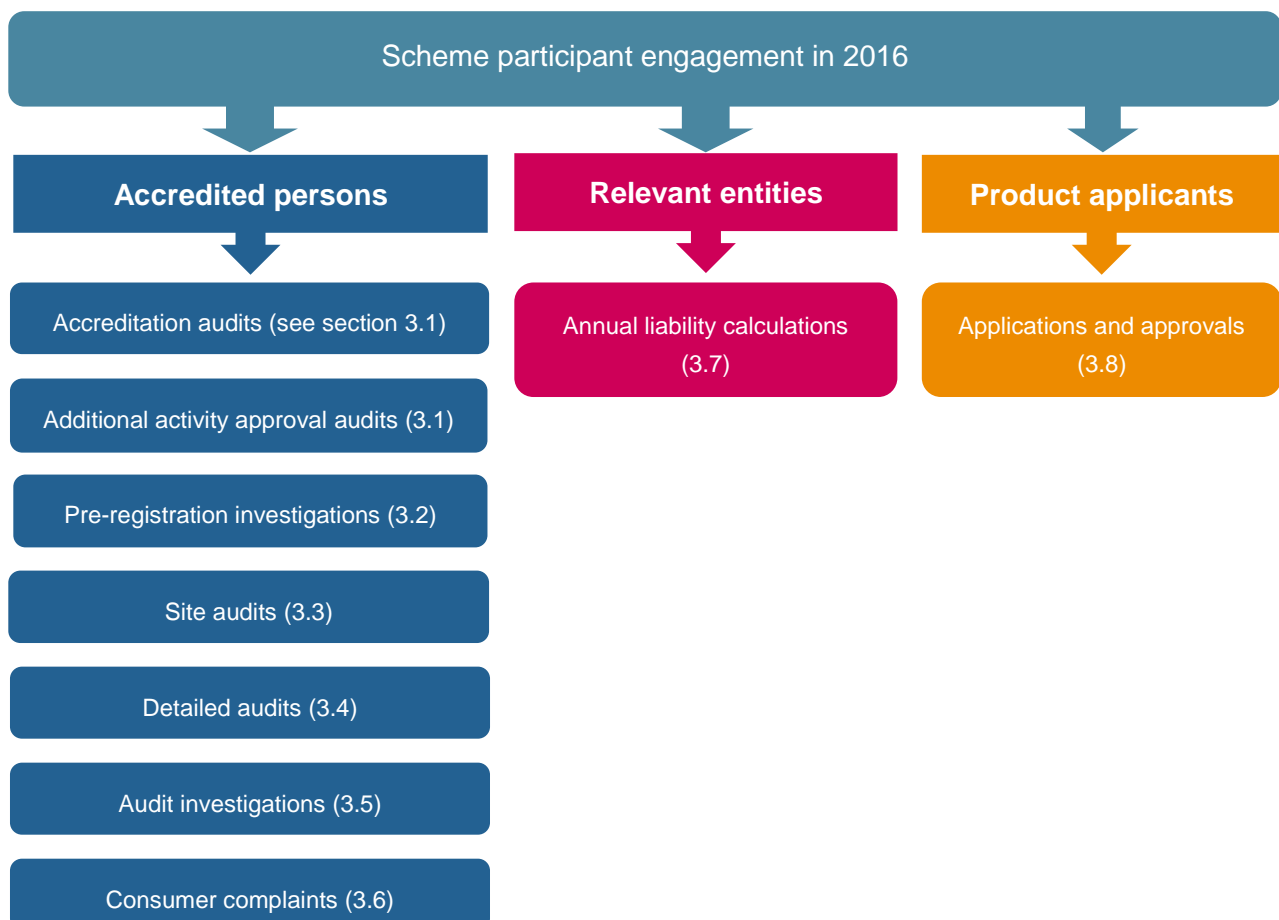 Scheme participant engagement in 2016
Accredited persons
Accreditation audits (see section 3.1)
Additional activity approval audits (3.1)
Pre-registration investigations (3.2)
Site audits (3.3)
Detailed audits (3.4)
Audit investigations (3.5)
Consumer complaints (3.6)
Relevant entities
Annual liability calculations
(3.7)
Product applicants
Applications and approvals
(3.8)